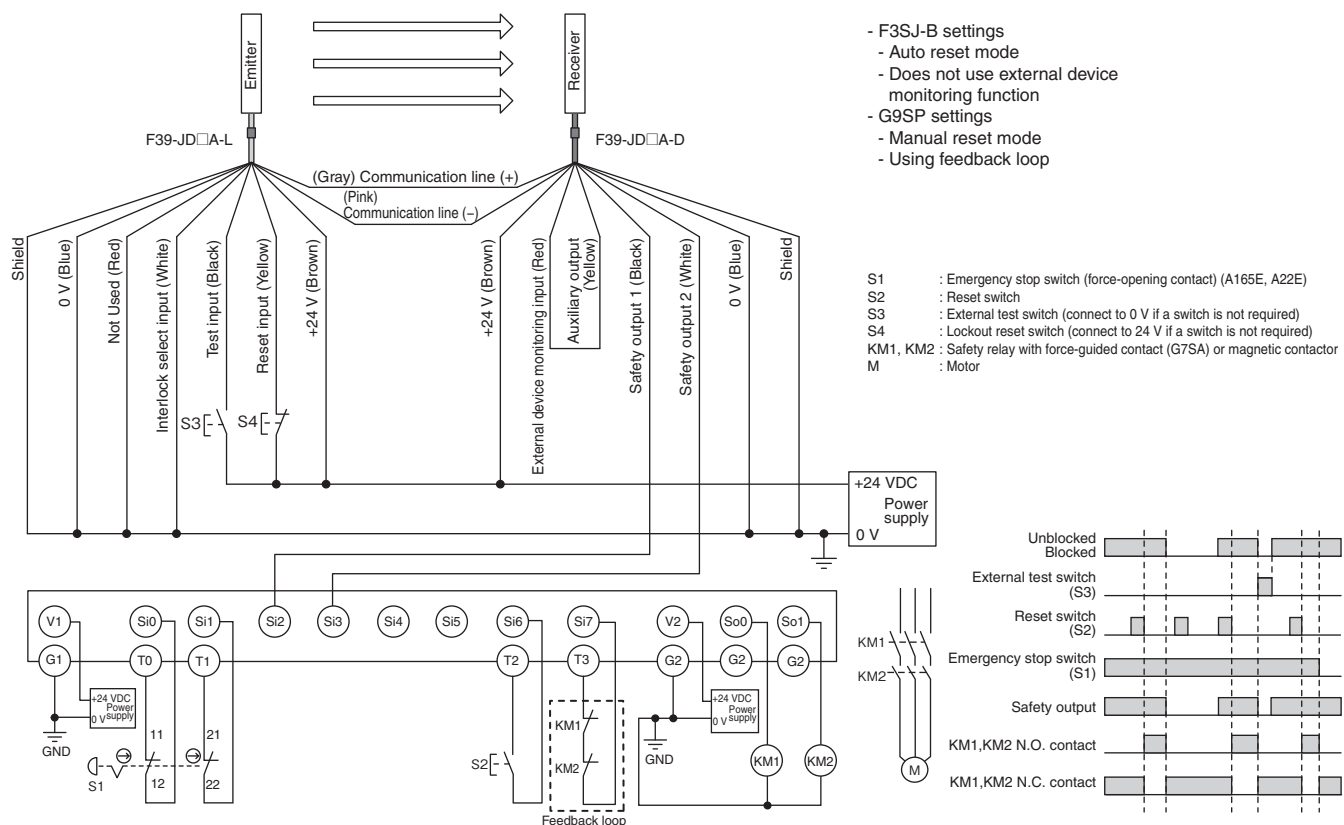 Emitter
Receiver
F39-JD□A-L
F39-JD□A-D
(Gray) Communication line (+)
(Pink)
Communication line (−)
Shield
0 V (Blue)
Not Used (Red)
Interlock select input (White)
Test input (Black)
Reset input (Yellow)
+24 V (Brown)
+24 V (Brown)
External device monitoring input (Red)
Auxiliary output
(Yellow)
Safety output 1 (Black)
Safety output 2 (White)
0 V (Blue)
Shield
S3
S4
+24 VDC
Power
supply
0 V
- F3SJ-B settings
- Auto reset mode
- Does not use external device
monitoring function
- G9SP settings
- Manual reset mode
- Using feedback loop
S1 : Emergency stop switch (force-opening contact) (A165E, A22E)
S2 : Reset switch
S3 : External test switch (connect to 0 V if a switch is not required)
S4 : Lockout reset switch (connect to 24 V if a switch is not required)
KM1, KM2 : Safety relay with force-guided contact (G7SA) or magnetic contactor
M : Motor
V1 Si0 Si1 Si2 Si3 Si4 Si5 Si6 Si7 V2 So0 So1
G1 T0 T1 T2 T3 G2 G2 G2
+24 VDC
Power
0 V supply
GND
11
21
12
22
S1
S2
KM1
KM2
Feedback loop
+24 VDC
Power
0 V supply
GND
KM1
KM2
KM1
KM2
M
Unblocked
Blocked
External test switch
(S3)
Reset switch
(S2)
Emergency stop switch
(S1)
Safety output
KM1,KM2 N.O. contact
KM1,KM2 N.C. contact